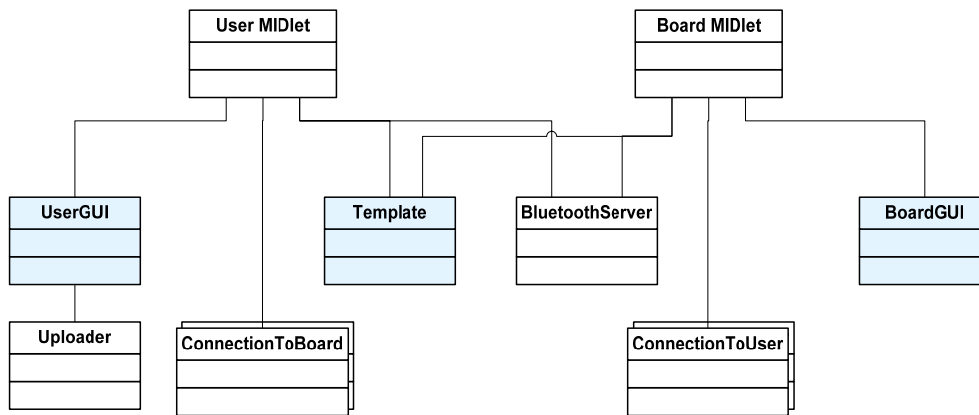 User MIDlet
Board MIDlet
UserGUI
Template
BluetoothServer
BoardGUI
Uploader
ConnectionToBoard
ConnectionToUser